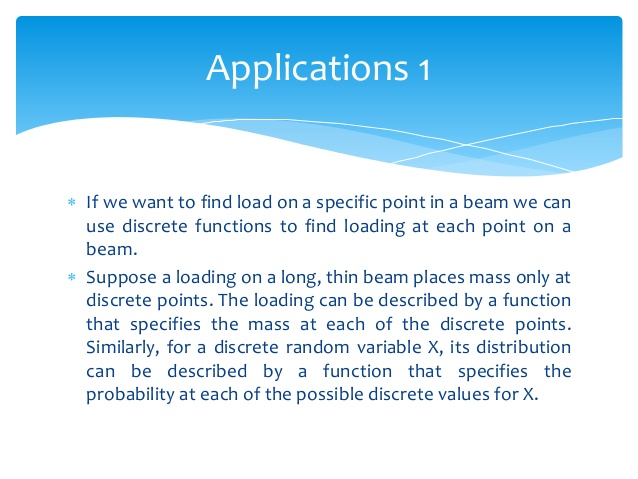 Applications 1
* If we want to find load on a specific point in a beam we can
use discrete functions to find loading at each point on a
beam.
* Suppose a loading on a long, thin beam places mass only at
discrete points. The loading can be described by a function
that specifies the mass at each of the discrete points.
Similarly, for a discrete random variable X, its distribution
can be described by a function that specifies the
probability at each of the possible discrete values for X.